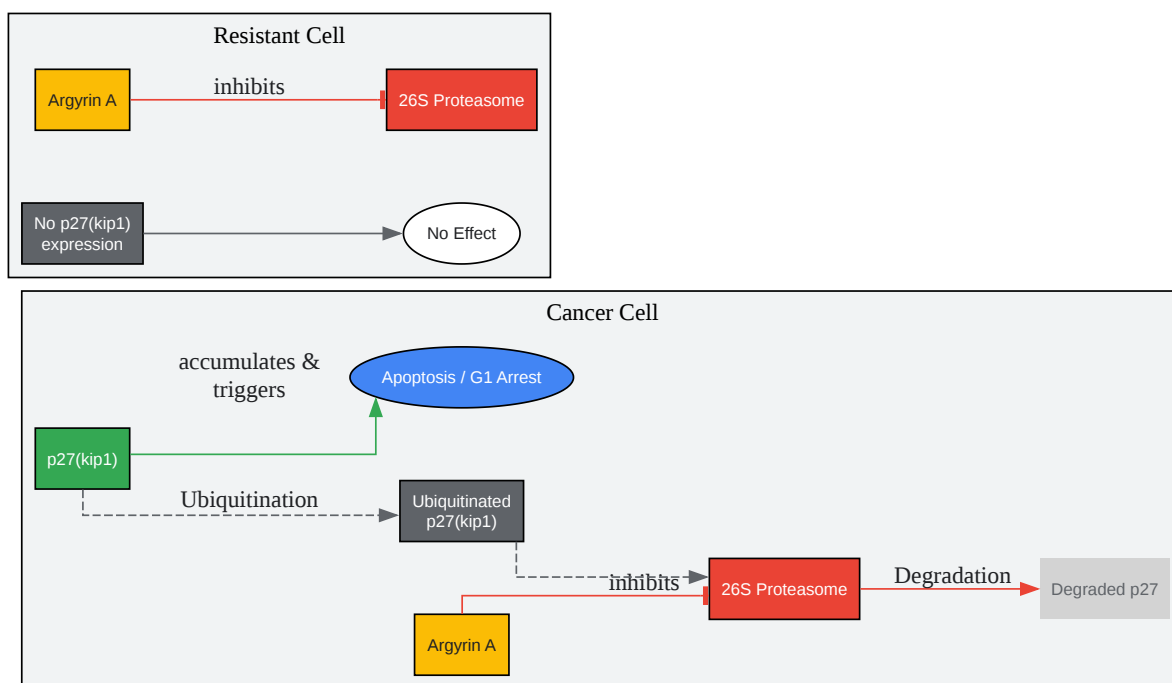 Resistant Cell
Argyrin A
inhibits
26S Proteasome
No p27(kip1)
expression
No Effect
Cancer Cell
accumulates &
triggers
Apoptosis / G1 Arrest
p27(kip1)
Ubiquitination
Ubiquitinated
p27(kip1)
inhibits
26S Proteasome
Degradation
Degraded p27
Argyrin A